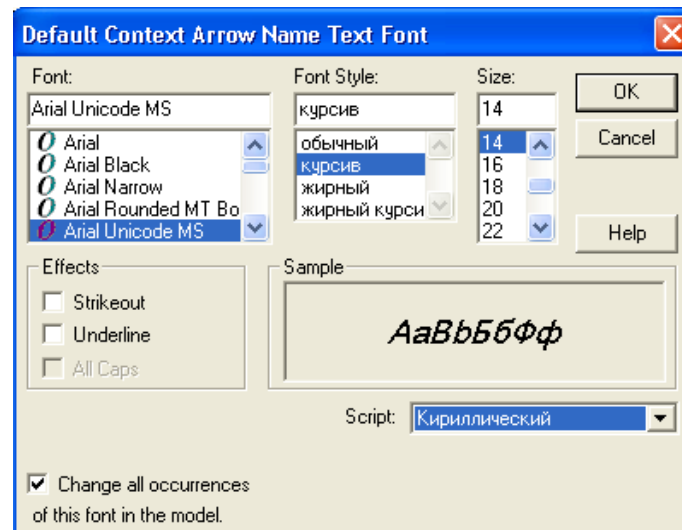 Default Context Arrow Name Text Font
Font: Font Style: Size:
Arial Unicode MS курсив 14 OK
Arial обычный 14 Cancel
Arial Black курсив 16
Arial Narrow жирный 18
Arial Rounded MT Bo жирный курси 20
Arial Unicode MS 22 Help
Effects Sample
Strikeout
Underline АаBbБбФф
All Caps
Script: Кириллический
Change all occurrences
of this font in the model.